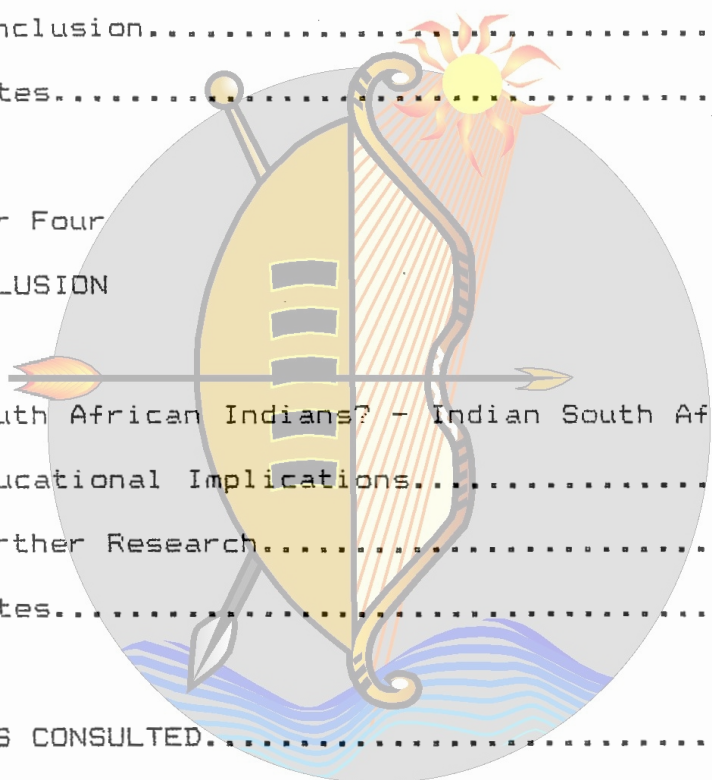 nclusion................................
tes.....................................
r Four
LUSION
uth African Indians? - Indian South Af
ucational Implications..................
rther Research..........................
tes.....................................
S CONSULTED.............................